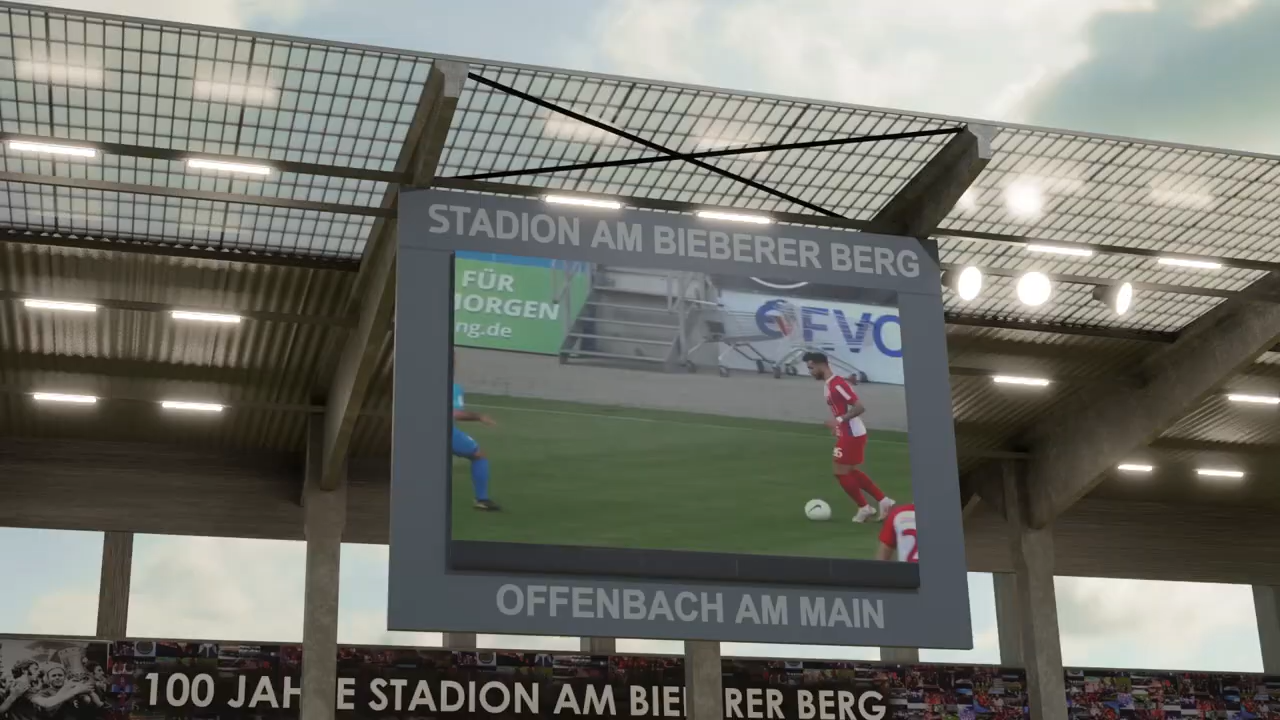 STADION AM BIEBERER BERG
FÜR
MORGEN
ng.de
EVO
OFFENBACH AM MAIN
100 JAHRE STADION AM BIEBERER BERG